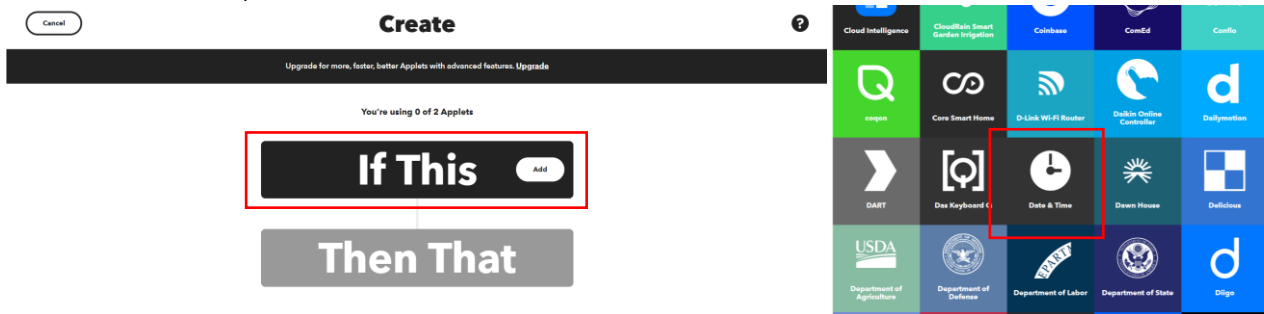 Cancel
Create
?
Upgrade for more, faster, better Applets with advanced features. Upgrade
You're using 0 of 2 Applets
If This
Add
Then That
Cloud Intelligence
CloudRain Smart
Garden Irrigation
Coinbase
ComEd
Conflo
coqon
Core Smart Home
D-Link Wi-Fi Router
Daikin Online
Controller
d
Dailymotion
DART
Das Keyboard Q
Date & Time
Dawn House
Delicious
USDA
Department of
Agriculture
Department of
Defense
Department of Labor
Department of State
d
Diigo